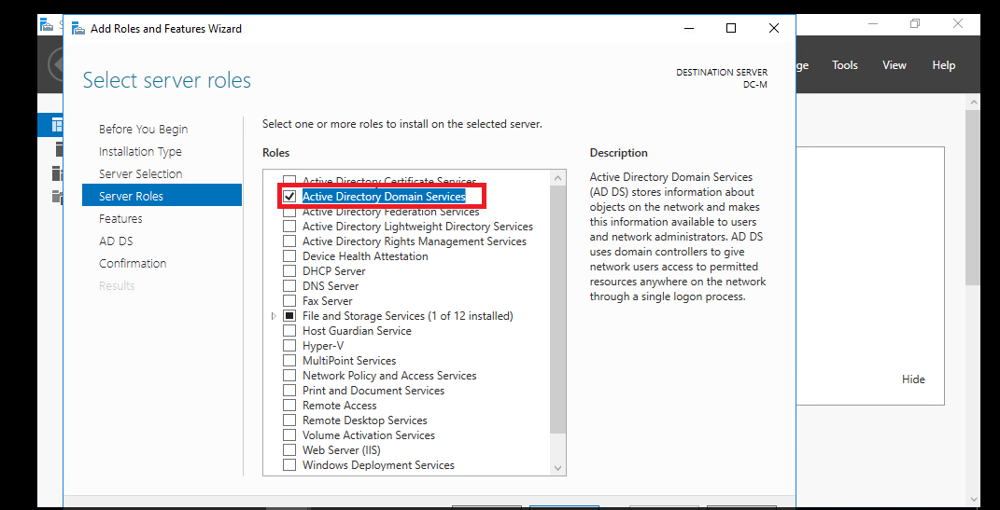 Add Roles and Features Wizard
Tools
View
Help
Select server roles
DESTINATION SERVER
DC-M
Before You Begin
Installation Type
Server Selection
Server Roles
Features
AD DS
Confirmation
Results
Select one or more roles to install on the selected server.
Roles
Active Directory Certificate Services
Active Directory Domain Services
Active Directory Federation Services
Active Directory Lightweight Directory Services
Active Directory Rights Management Services
Device Health Attestation
DHCP Server
DNS Server
Fax Server
File and Storage Services (1 of 12 installed)
Host Guardian Service
Hyper-V
MultiPoint Services
Network Policy and Access Services
Print and Document Services
Remote Access
Remote Desktop Services
Volume Activation Services
Web Server (IIS)
Windows Deployment Services
Description
Active Directory Domain Services
(AD DS) stores information about
objects on the network and makes
this information available to users
and network administrators. AD DS
uses domain controllers to give
network users access to permitted
resources anywhere on the network
through a single logon process.
Hide